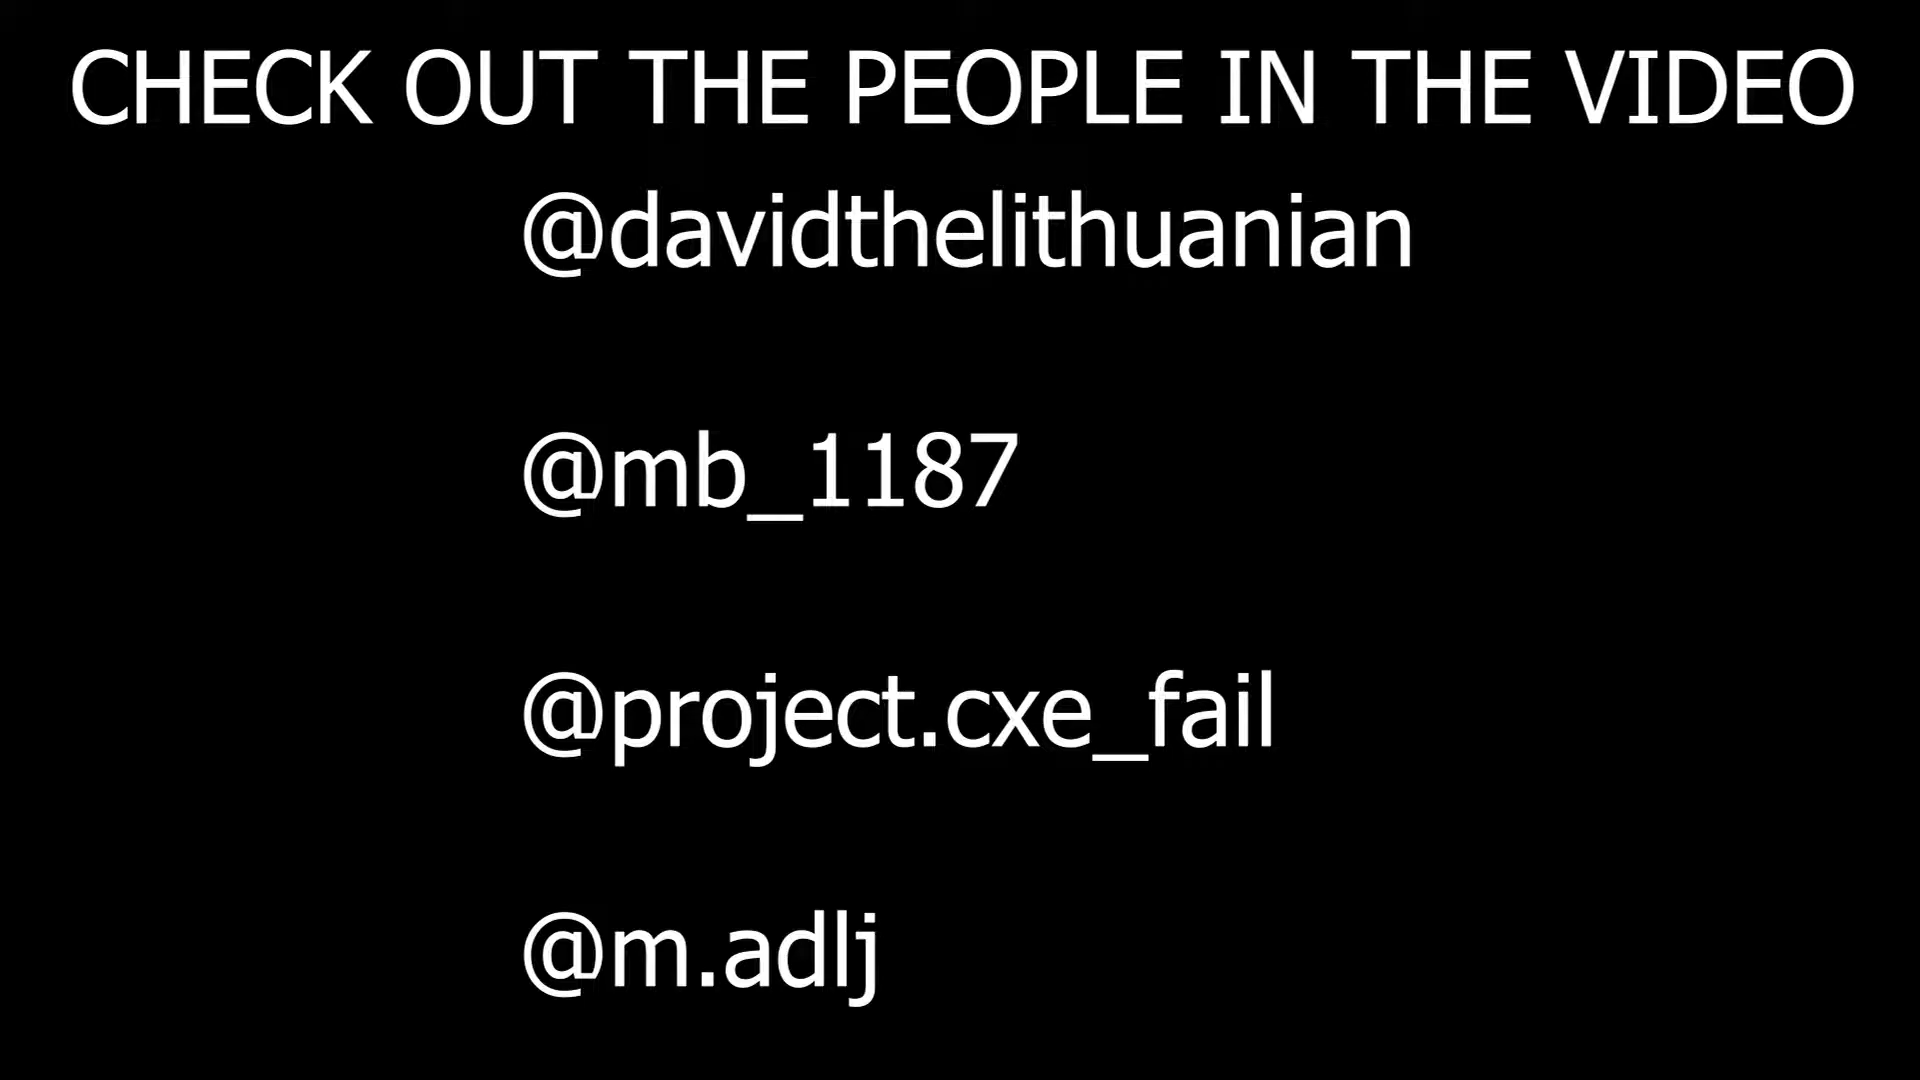 CHECK OUT THE PEOPLE IN THE VIDEO
@davidthelithuanian
@mb_1187
@project.cxe_fail
@m.adlj